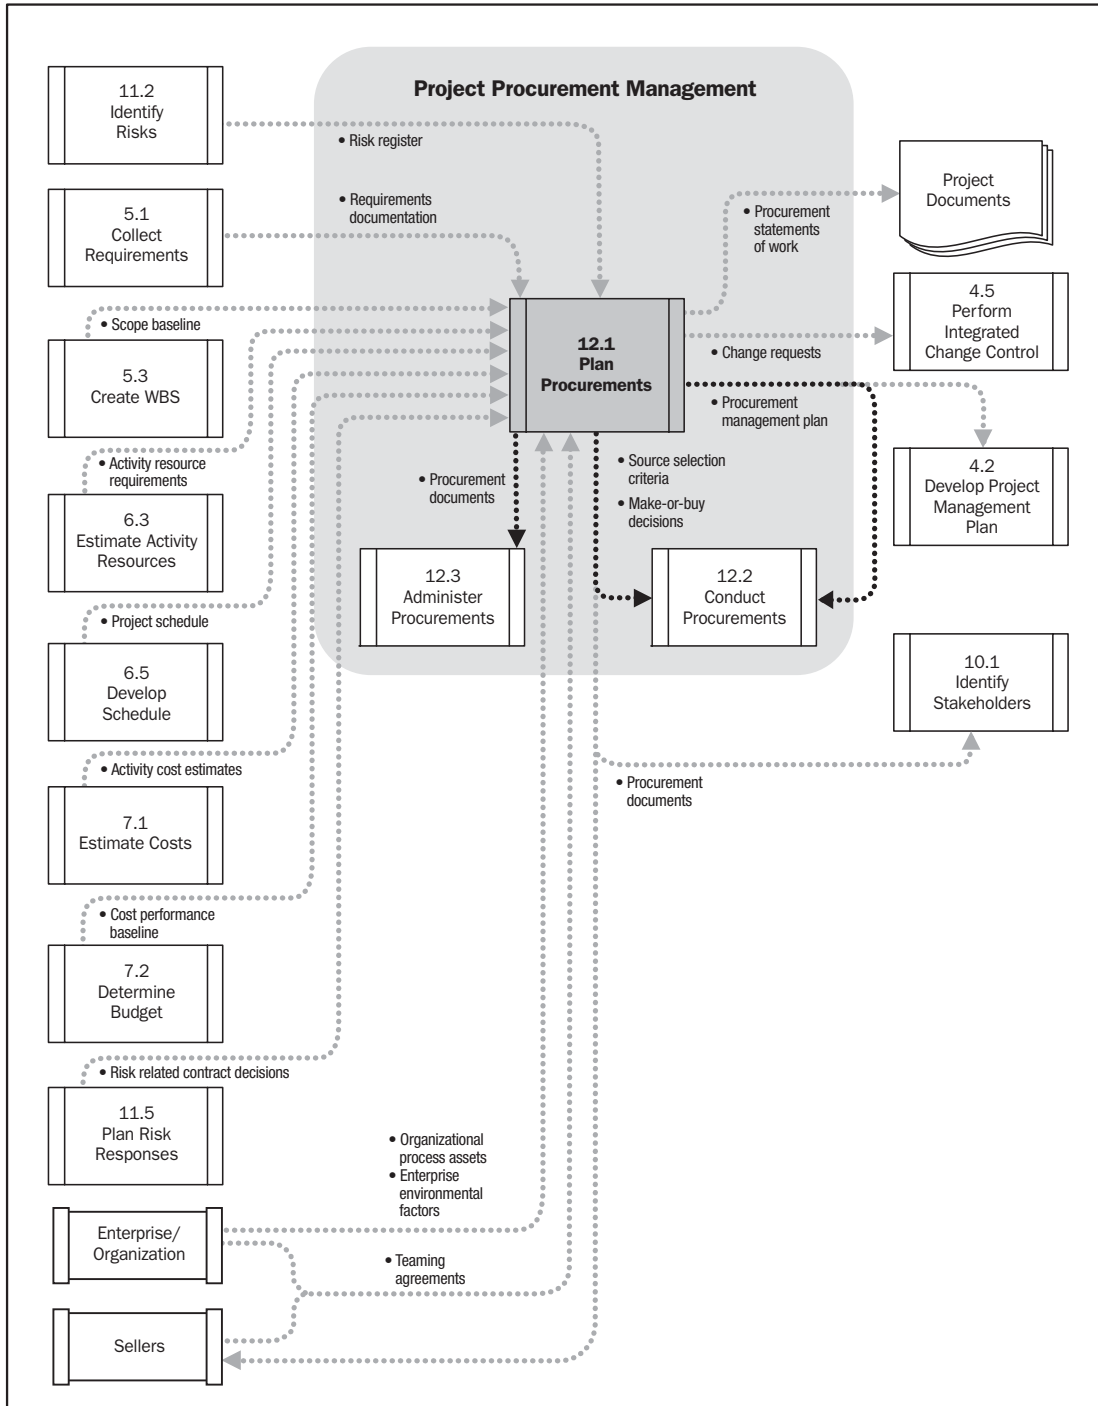 Project Procurement Management
11.2
Identify
Risks
• Risk register
5.1
Collect
Requirements
• Requirements
documentation
• Scope baseline
5.3
Create WBS
• Activity resource
requirements
6.3
Estimate Activity
Resources
• Project schedule
6.5
Develop
Schedule
• Activity cost estimates
7.1
Estimate Costs
• Cost performance
baseline
7.2
Determine
Budget
• Risk related contract decisions
11.5
Plan Risk
Responses
Enterprise/
Organization
Sellers
• Organizational
process assets
• Enterprise
environmental
factors
• Teaming
agreements
12.1
Plan
Procurements
• Procurement
documents
• Source selection
criteria
• Make-or-buy
decisions
12.3
Administer
Procurements
12.2
Conduct
Procurements
• Procurement
statements
of work
• Change requests
• Procurement
management plan
• Procurement
documents
Project
Documents
4.5
Perform
Integrated
Change Control
4.2
Develop Project
Management
Plan
10.1
Identify
Stakeholders